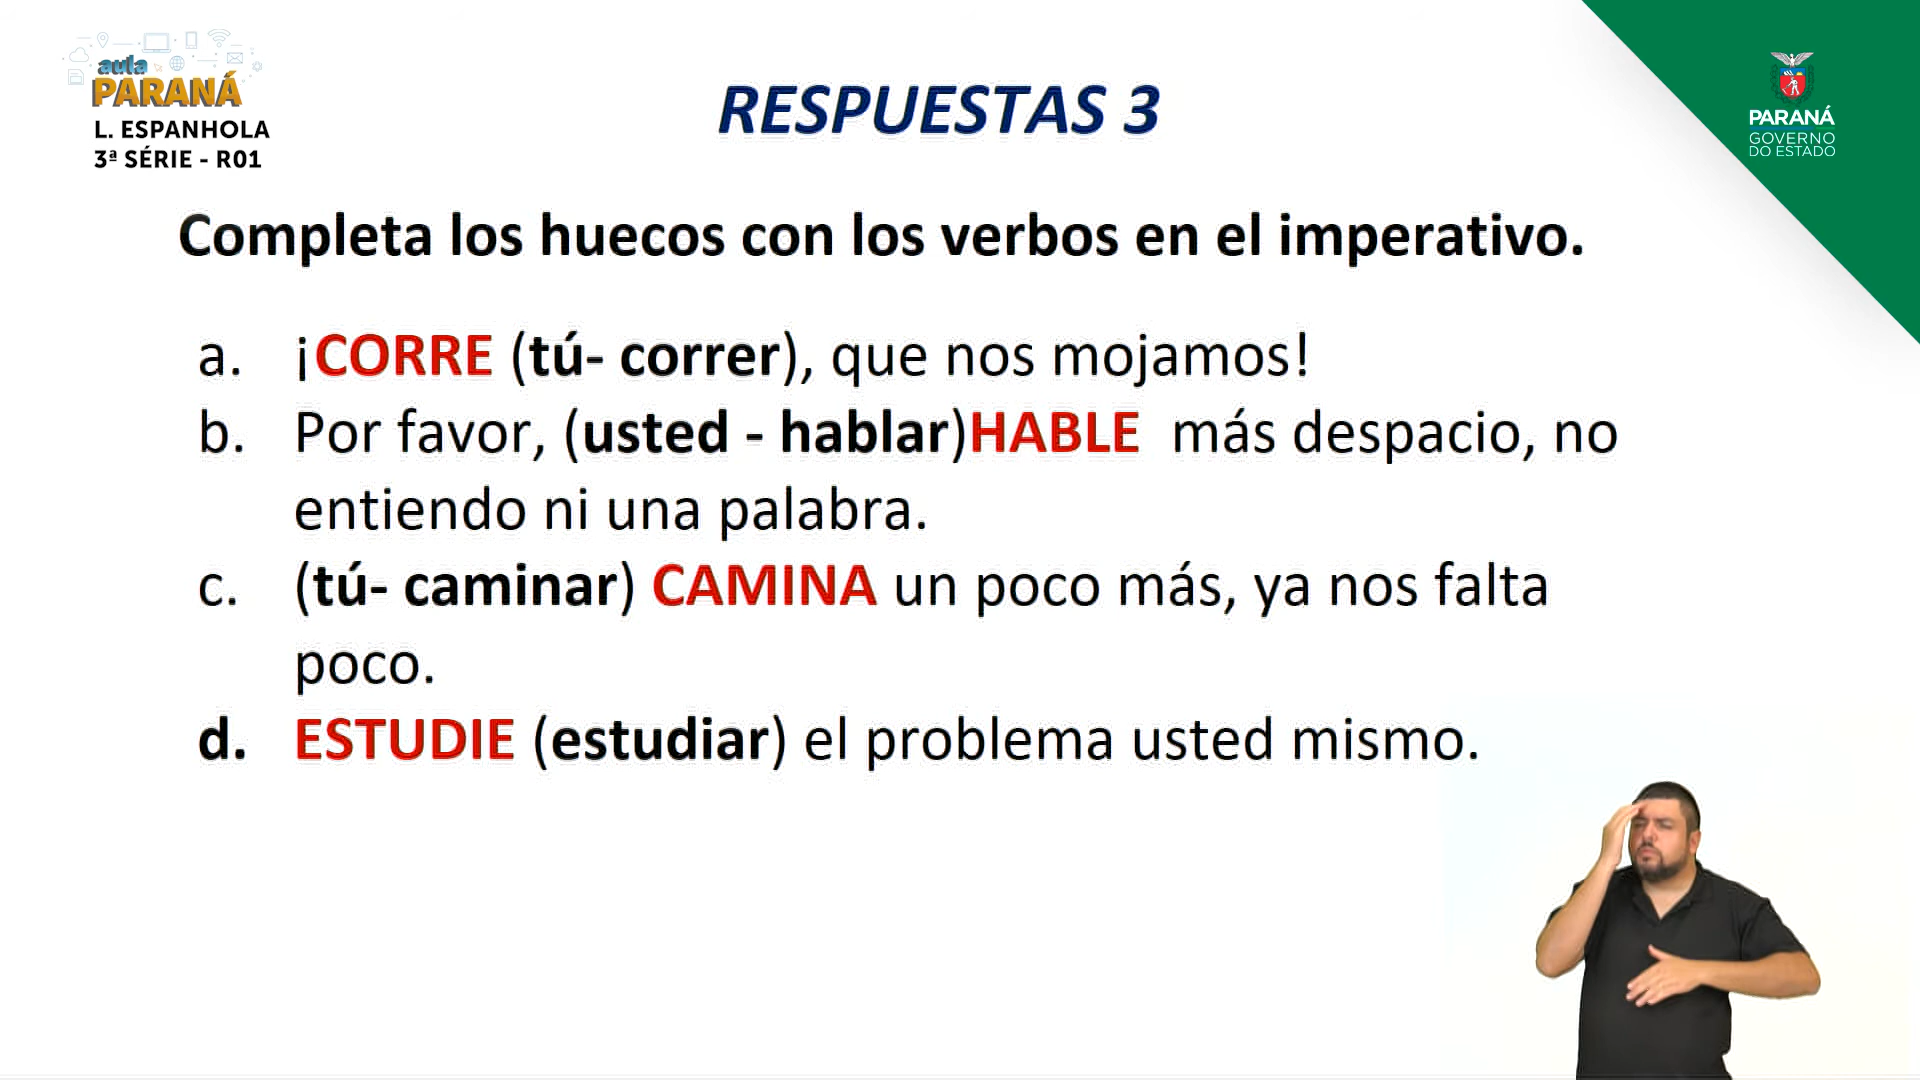 aula
PARANÁ
L. ESPANHOLA
3ª SÉRIE - R01
RESPUESTAS 3
PARANÁ
GOVERNO
DO ESTADO
Completa los huecos con los verbos en el imperativo.
a. ¡CORRE (tú- correr), que nos mojamos!
b. Por favor, (usted - hablar)HABLE más despacio, no
entiendo ni una palabra.
c. (tú- caminar) CAMINA un poco más, ya nos falta
poco.
d. ESTUDIE (estudiar) el problema usted mismo.